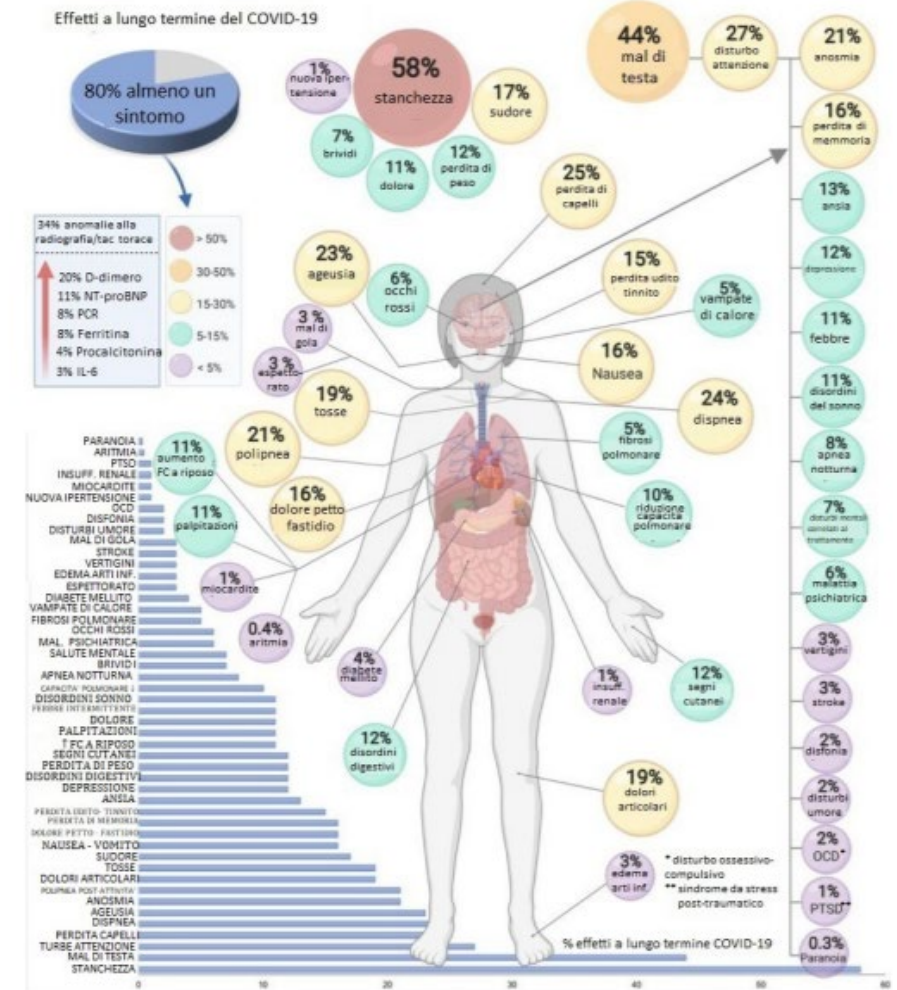 Effetti a lungo termine del COVID-19
80% almeno un
sintomo
34% anomalie alla
radiografia/tac torace
20% D-dimero
11% NT-proBNP
8% PCR
8% Ferritina
4% Procalcitonina
3% IL-6
> 50%
30-50%
15-30%
5-15%
< 5%
1%
nuova iper-
tensione
58%
stanchezza
17%
sudore
7%
brividi
11%
dolore
12%
perdita di
peso
44%
mal di
testa
27%
disturbo
attenzione
21%
anosmia
16%
perdita di
memmoria
13%
ansia
12%
depressione
11%
febbre
11%
disordini
del sonno
8%
apnea
notturna
7%
disturbi mentali
correlati al
trattamento
6%
malattia
psichiatrica
3%
vertigini
3%
stroke
2%
disfonia
2%
disturbi
umore
2%
OCD*
1%
PTSD**
0.3%
Paranoia
25%
perdita di
capelli
23%
ageusia
6%
occhi
rossi
15%
perdita udito
tinnito
5%
vampate
di calore
3 %
mal di
gola
3 %
espetto-
rato
16%
Nausea
19%
tosse
24%
dispnea
21%
polipnea
5%
fibrosi
polmonare
11%
aumento
FC a riposo
16%
dolore petto
fastidio
10%
riduzione
capacita
polmonare
11%
palpitazioni
1%
miocardite
0.4%
aritmia
4%
diabete
mellito
1%
insuff.
renale
12%
segni
cutanei
12%
disordini
digestivi
19%
dolori
articolari
3%
edema
arti inf.
* disturbo ossessivo-
compulsivo
** sindrome da stress
post-traumatico
PARANOIA
ARITMIA
PTSD
INSUFF. RENALE
MIOCARDITE
NUOVA IPERTENSIONE
OCD
DISFONIA
DISTURBI UMORE
MAL DI GOLA
STROKE
VERTIGINI
EDEMA ARTI INF.
ESPETTORATO
DIABETE MELLITO
VAMPATE DI CALORE
FIBROSI POLMONARE
OCCHI ROSSI
MAL. PSICHIATRICA
SALUTE MENTALE
BRIVIDI
APNEA NOTTURNA
CAPACITA' POLMONARE ↓
DISORDINI SONNO
FEBBRE INTERMITTENTE
DOLORE
PALPITAZIONI
↑ FC A RIPOSO
SEGNI CUTANEI
PERDITA DI PESO
DISORDINI DIGESTIVI
DEPRESSIONE
ANSIA
PERDITA UDITO- TINNITO
PERDITA DI MEMORIA
DOLORE PETTO - FASTIDIO
NAUSEA - VOMITO
SUDORE
TOSSE
DOLORI ARTICOLARI
POLIPNEA POST-ATTIVITA'
ANOSMIA
AGEUSIA
DISPNEA
PERDITA CAPELLI
TURBE ATTENZIONE
MAL DI TESTA
STANCHEZZA
% effetti a lungo termine COVID-19
0 10 20 30 40 50 60